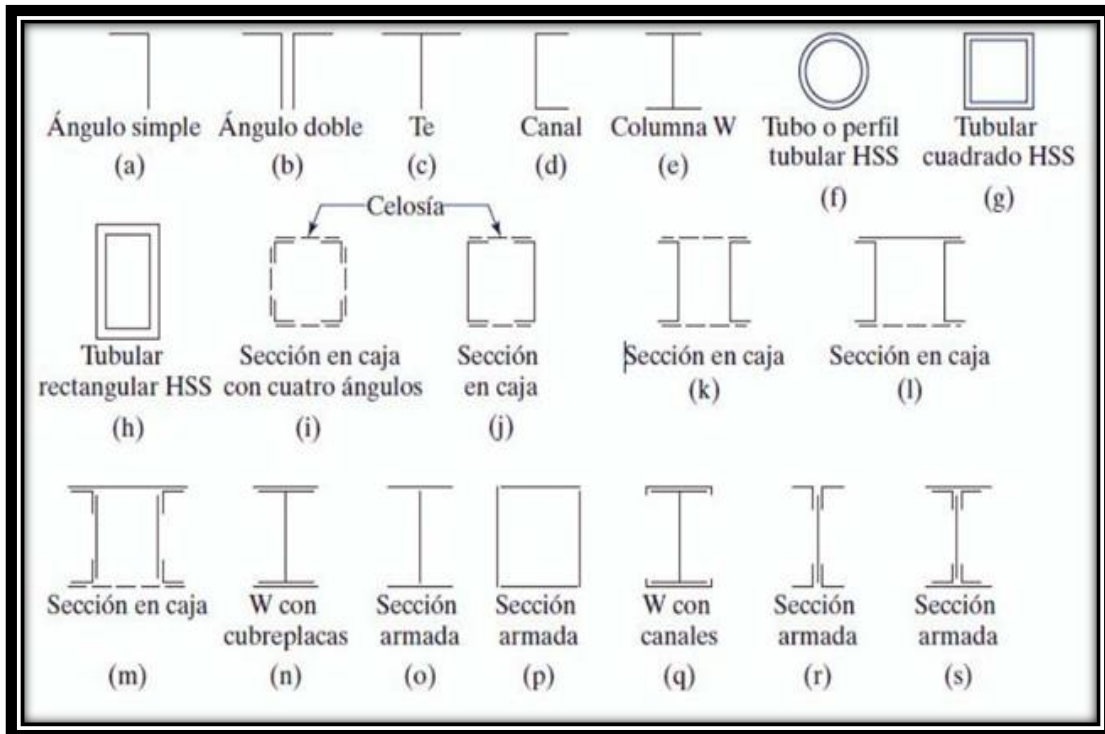 Ángulo simple
(a)
Ángulo doble
(b)
Te
(c)
Canal
(d)
Columna W
(e)
Tubo o perfil
tubular HSS
(f)
Tubular
cuadrado HSS
(g)
Celosía
Tubular
rectangular HSS
(h)
Sección en caja
con cuatro ángulos
(i)
Sección
en caja
(j)
Sección en caja
(k)
Sección en caja
(l)
Sección en caja
(m)
W con
cubreplacas
(n)
Sección
armada
(o)
Sección
armada
(p)
W con
canales
(q)
Sección
armada
(r)
Sección
armada
(s)